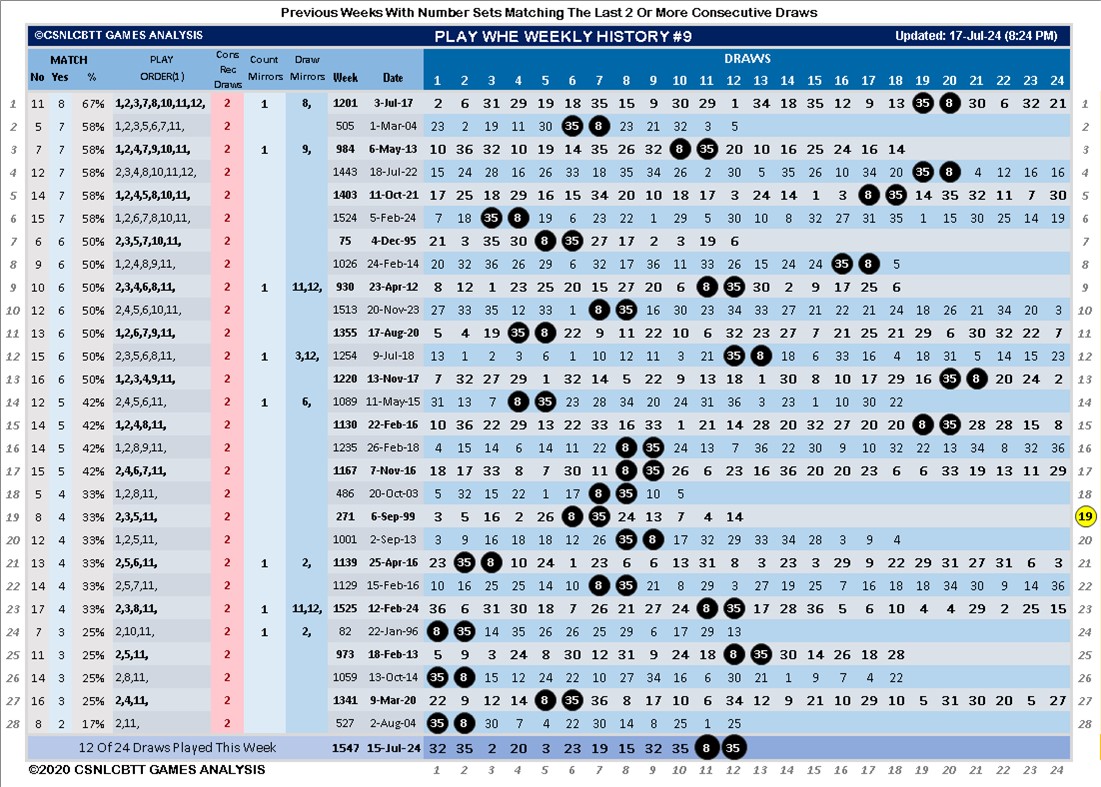 Previous Weeks With Number Sets Matching The Last 2 Or More Consecutive Draws
©CSNLCBTT GAMES ANALYSIS PLAY WHE WEEKLY HISTORY #9 Updated: 17-Jul-24 (8:24 PM)
MATCH PLAY Cons Count Draw DRAWS
No Yes % ORDER(1) Rec Draws Mirrors Mirrors Week Date 1 2 3 4 5 6 7 8 9 10 11 12 13 14 15 16 17 18 19 20 21 22 23 24
1 11 8 67% 1,2,3,7,8,10,11,12, 2 1 8, 1201 3-Jul-17 2 6 31 29 19 18 35 15 9 30 29 1 34 18 35 12 9 13 35 8 30 6 32 21 1
2 5 7 58% 1,2,3,5,6,7,11, 2 505 1-Mar-04 23 2 19 11 30 35 8 23 21 32 3 5 2
3 7 7 58% 1,2,4,7,9,10,11, 2 1 9, 984 6-May-13 10 36 32 10 19 14 35 26 32 8 35 20 10 16 25 24 16 18 14 3
4 12 7 58% 2,3,4,8,10,11,12, 2 1443 18-Jul-22 15 24 28 16 26 33 18 35 34 26 2 30 5 35 26 10 34 20 35 8 4 12 16 16 4
5 14 7 58% 1,2,4,5,8,10,11, 2 1403 11-Oct-21 17 25 18 29 16 15 34 20 10 18 17 3 24 14 1 3 8 35 14 35 32 11 7 30 5
6 15 7 58% 1,2,6,7,8,10,11, 2 1524 5-Feb-24 7 18 35 8 19 6 23 22 1 29 5 30 10 8 32 27 31 35 1 15 30 25 14 19 6
7 6 6 50% 2,3,5,7,10,11, 2 75 4-Dec-95 21 3 35 30 8 35 27 17 2 3 19 6 7
8 9 6 50% 1,2,4,8,9,11, 2 1026 24-Feb-14 20 32 36 26 29 6 32 17 36 11 33 26 15 24 24 35 8 5 8
9 10 6 50% 2,3,4,6,8,11, 2 1 11,12, 930 23-Apr-12 8 12 1 23 25 20 15 27 20 6 8 35 30 2 9 17 25 6 9
10 12 6 50% 2,4,5,6,10,11, 2 1513 20-Nov-23 27 33 35 12 33 1 8 35 16 30 23 34 33 27 21 22 21 24 18 26 21 34 20 3 10
11 13 6 50% 1,2,6,7,9,11, 2 1355 17-Aug-20 5 4 19 35 8 22 9 11 22 10 6 32 23 27 7 21 25 21 29 6 30 32 22 7 11
12 15 6 50% 2,3,5,6,8,11, 2 1 3,12, 1254 9-Jul-18 13 1 2 3 6 1 10 12 11 3 21 35 8 18 6 33 16 4 18 31 5 14 15 23 12
13 16 6 50% 1,2,3,4,9,11, 2 1220 13-Nov-17 7 32 27 29 1 32 14 5 22 9 13 18 1 30 8 10 17 29 16 35 8 20 24 2 13
14 12 5 42% 2,4,5,6,11, 2 1 6, 1089 11-May-15 31 13 7 8 35 23 28 34 20 24 31 36 3 23 1 10 30 22 14
15 14 5 42% 1,2,4,8,11, 2 1130 22-Feb-16 10 36 22 29 13 22 33 16 33 1 21 14 28 20 32 27 20 20 8 35 28 28 15 8 15
16 14 5 42% 1,2,8,9,11, 2 1235 26-Feb-18 16 4 6 14 11 22 8 35 24 13 7 36 22 30 9 10 32 22 13 34 8 32 36 16
17 15 5 42% 2,4,6,7,11, 2 1167 7-Nov-16 18 17 33 8 7 30 11 8 35 26 6 23 16 36 20 20 23 6 6 33 19 13 11 29 17
18 5 4 33% 1,2,8,11, 2 486 20-Oct-03 5 32 15 22 1 17 8 35 10 5 18
19 8 4 33% 2,3,5,11, 2 271 6-Sep-99 3 5 16 2 26 8 35 24 13 7 4 14 19
20 12 4 33% 1,2,5,11, 2 1001 2-Sep-13 3 9 16 18 18 12 26 35 8 17 32 29 33 34 28 3 9 4 20
21 13 4 33% 2,5,6,11, 2 1 2, 1139 25-Apr-16 23 35 8 10 24 1 23 6 6 13 31 8 3 23 3 29 9 22 29 31 27 31 6 3 21
22 14 4 33% 2,5,7,11, 2 1129 15-Feb-16 10 16 25 25 14 10 8 35 21 8 29 3 27 19 25 7 16 18 18 34 30 9 14 36 22
23 17 4 33% 2,3,8,11, 2 1 11,12, 1525 12-Feb-24 36 6 31 30 18 7 26 21 27 24 8 35 17 28 36 5 6 10 4 4 29 2 25 15 23
24 7 3 25% 2,10,11, 2 1 2, 82 22-Jan-96 8 35 14 35 26 26 25 29 6 17 29 13 24
25 11 3 25% 2,5,11, 2 973 18-Feb-13 5 9 3 24 8 30 12 31 9 24 18 8 35 30 14 26 18 28 25
26 14 3 25% 2,8,11, 2 1059 13-Oct-14 35 8 15 12 24 22 10 27 34 16 6 30 21 1 9 7 4 22 26
27 16 3 25% 2,4,11, 2 1341 9-Mar-20 22 9 12 14 8 35 36 8 17 10 6 34 12 9 21 10 29 10 5 31 30 20 5 27 27
28 8 2 17% 2,11, 2 527 2-Aug-04 35 8 30 7 4 22 30 14 8 25 1 25 28
12 Of 24 Draws Played This Week 1547 15-Jul-24 32 35 2 20 3 23 19 15 32 35 8 35
©2020 CSNLCBTT GAMES ANALYSIS 1 2 3 4 5 6 7 8 9 10 11 12 13 14 15 16 17 18 19 20 21 22 23 24